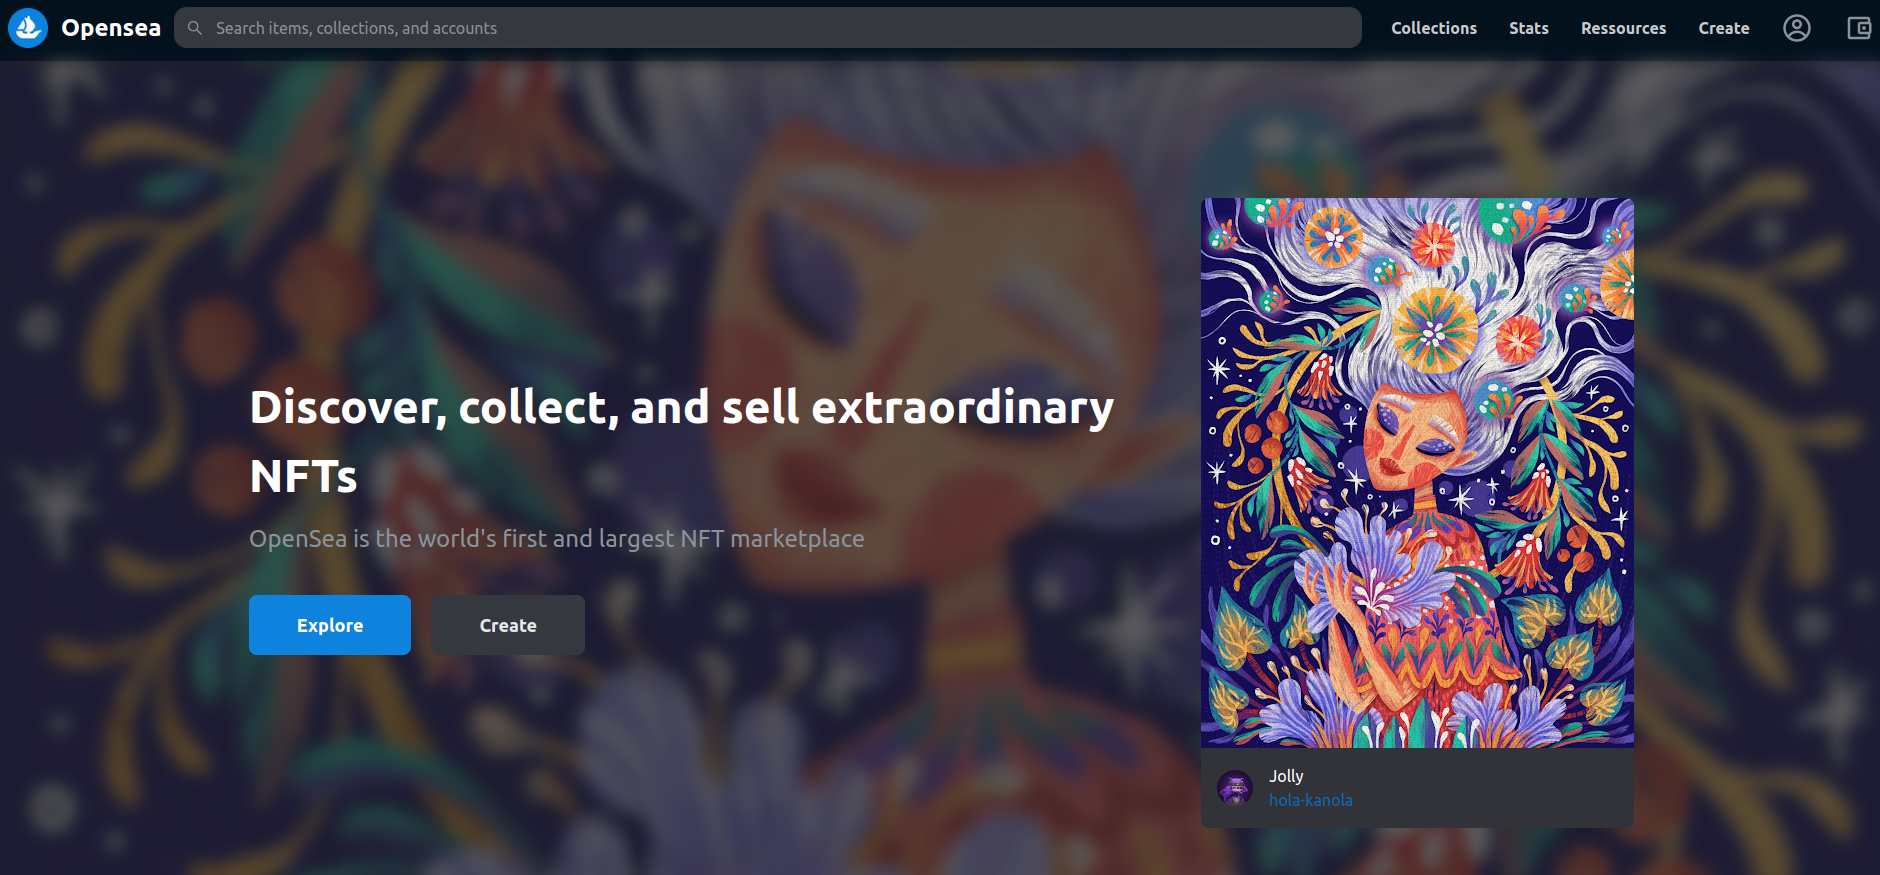 Opensea
Search items, collections, and accounts
Collections
Stats
Ressources
Create
Discover, collect, and sell extraordinary
NFTs
OpenSea is the world's first and largest NFT marketplace
Explore
Create
Jolly
hola-kanola